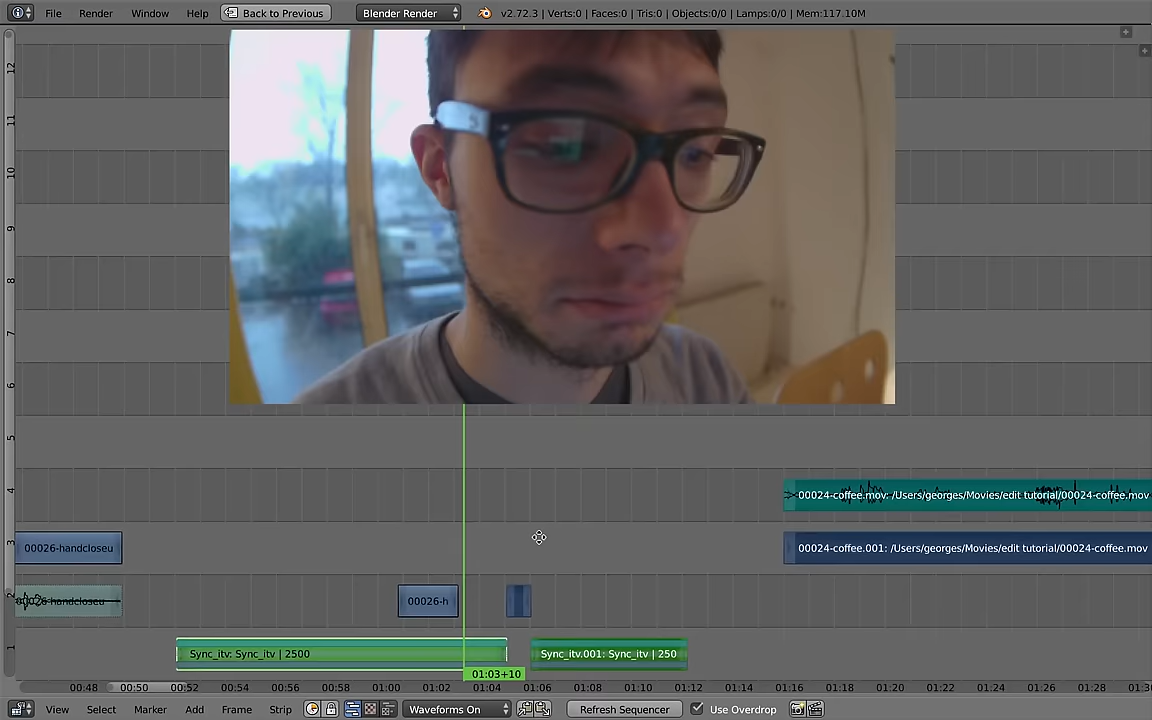 File Render Window Help Back to Previous Blender Render v2.72.3 | Verts:0 | Faces:0 | Tris:0 | Objects:0/0 | Lamps:0/0 | Mem:117.10M
12
11
10
9
8
7
6
5
4
00024-coffee.mov: /Users/georges/Movies/edit tutorial/00024-coffee.mov
3
00026-handcloseu
00024-coffee.001: /Users/georges/Movies/edit tutorial/00024-coffee.mov
2
00026-handcloseu
00026-h
1
Sync_itv: Sync_itv | 2500
Sync_itv.001: Sync_itv | 250
01:03+10
00:48 00:50 00:52 00:54 00:56 00:58 01:00 01:02 01:04 01:06 01:08 01:10 01:12 01:14 01:16 01:18 01:20 01:22 01:24 01:26 01:28 01:30
View Select Marker Add Frame Strip Waveforms On Refresh Sequencer Use Overdrop